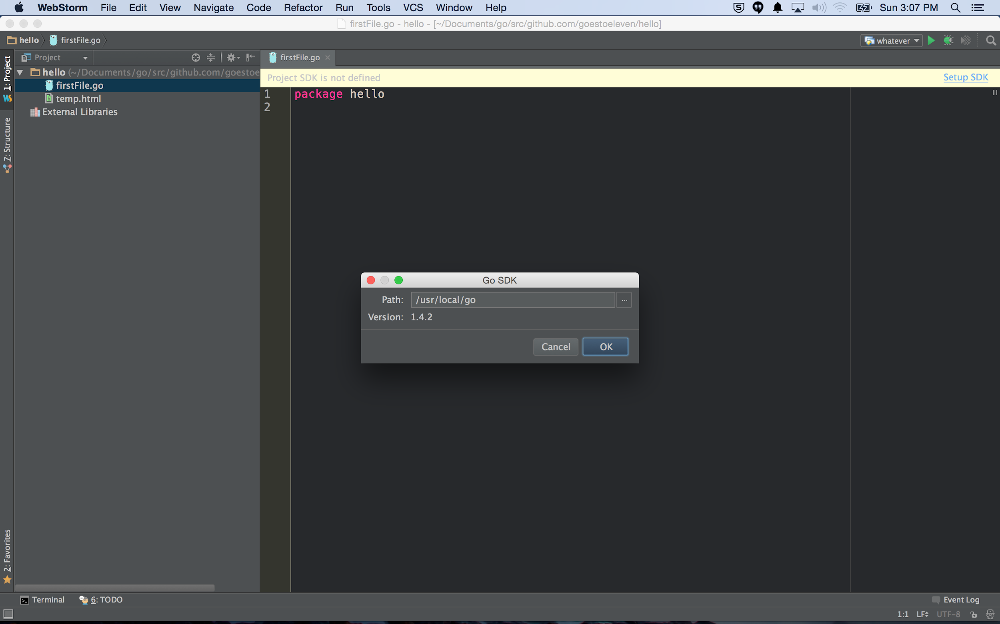 WebStorm File Edit View Navigate Code Refactor Run Tools VCS Window Help Sun 3:07 PM
firstFile.go - hello - [~/Documents/go/src/github.com/goestoeleven/hello]
hello firstFile.go whatever
1: Project
7: Structure
2: Favorites
Project
hello (~/Documents/go/src/github.com/goestoe
firstFile.go
temp.html
External Libraries
firstFile.go
Project SDK is not defined Setup SDK
1 package hello
2
Go SDK
Path: /usr/local/go ...
Version: 1.4.2
Cancel OK
Terminal 6: TODO Event Log
1:1 LF UTF-8